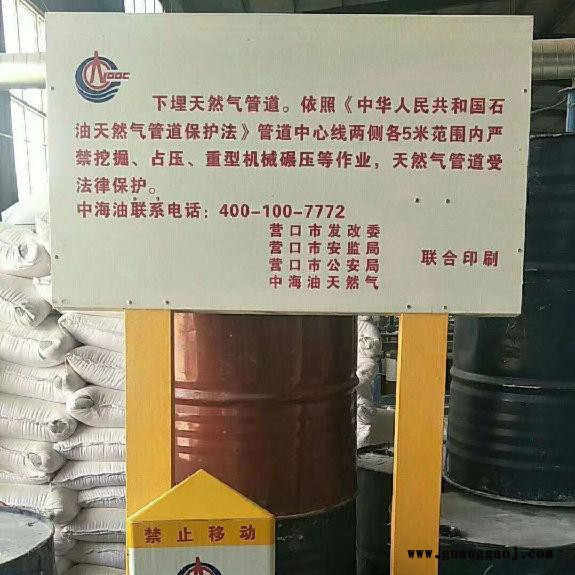 CNOOC
下埋天然气管道。依照《中华人民共和国石
油天然气管道保护法》管道中心线两侧各5米范围内严
禁挖掘、占压、重型机械碾压等作业，天然气管道受
法律保护。
中海油联系电话：400-100-7772
营口市发改委
营口市安监局
营口市公安局
中海油天然气
联合印刷
禁止移动
www.guanggaoj.com